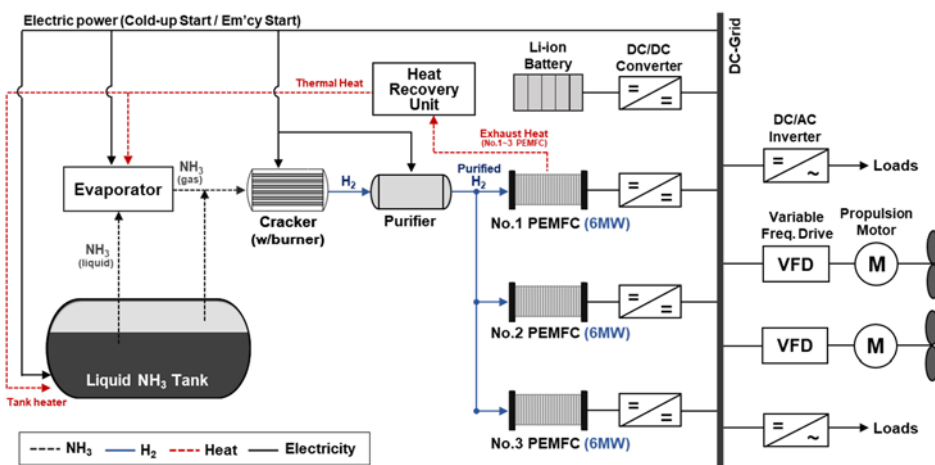 Electric power (Cold-up Start / Em'cy Start)
Li-ion
Battery
DC/DC
Converter
DC-Grid
Thermal Heat
Heat
Recovery
Unit
Exhaust Heat
(No.1~3 PEMFC)
DC/AC
Inverter
=
=
=
~
Loads
Evaporator
NH₃
(gas)
H₂
Purified
H₂
=
=
Cracker
(w/burner)
Purifier
No.1 PEMFC (6MW)
Variable
Freq. Drive
Propulsion
Motor
VFD
M
NH₃
(liquid)
=
=
No.2 PEMFC (6MW)
VFD
M
Liquid NH₃ Tank
Tank heater
=
=
No.3 PEMFC (6MW)
=
~
Loads
NH₃
H₂
Heat
Electricity